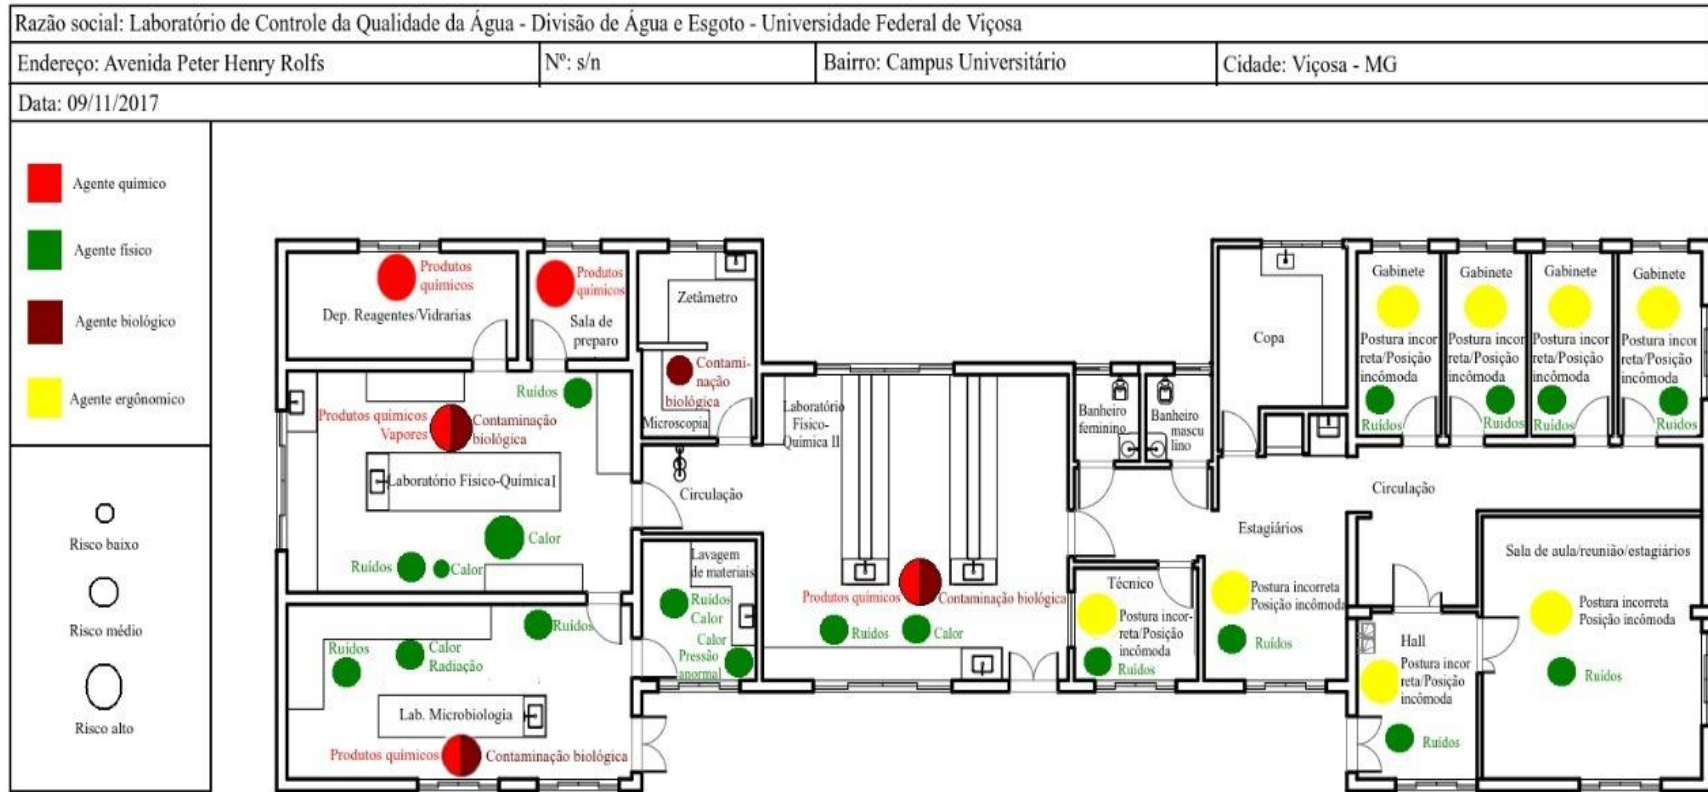 Razão social: Laboratório de Controle da Qualidade da Água - Divisão de Água e Esgoto - Universidade Federal de Viçosa
Endereço: Avenida Peter Henry Rolfs
Nº: s/n
Bairro: Campus Universitário
Cidade: Viçosa - MG
Data: 09/11/2017
Agente químico
Agente físico
Agente biológico
Agente ergônomico
Risco baixo
Risco médio
Risco alto
Produtos
químicos
Dep. Reagentes/Vidrarias
Produtos
químicos
Sala de
preparo
Zetâmetro
Contami-
nação
biológica
Microscopia
Ruídos
Produtos químicos
Vapores
Contaminação
biológica
Laboratório Físico-Química I
Calor
Ruídos
Calor
Circulação
Lavagem
de materiais
Ruídos
Calor
Calor
Pressão
anormal
Ruídos
Calor
Radiação
Ruídos
Lab. Microbiologia
Produtos químicos
Contaminação biológica
Laboratório
Físico-
Química II
Produtos químicos
Contaminação biológica
Ruídos
Calor
Banheiro
feminino
Banheiro
mascu
lino
Técnico
Postura incor-
reta/Posição
incômoda
Ruídos
Copa
Estagiários
Postura incorreta
Posição incômoda
Ruídos
Gabinete
Postura incor
reta/Posição
incômoda
Ruídos
Gabinete
Postura incor
reta/Posição
incômoda
Ruídos
Gabinete
Postura incor
reta/Posição
incômoda
Ruídos
Gabinete
Postura incor
reta/Posição
incômoda
Ruídos
Circulação
Hall
Postura incor
reta/Posição
incômoda
Ruídos
Sala de aula/reunião/estagiários
Postura incorreta
Posição incômoda
Ruídos